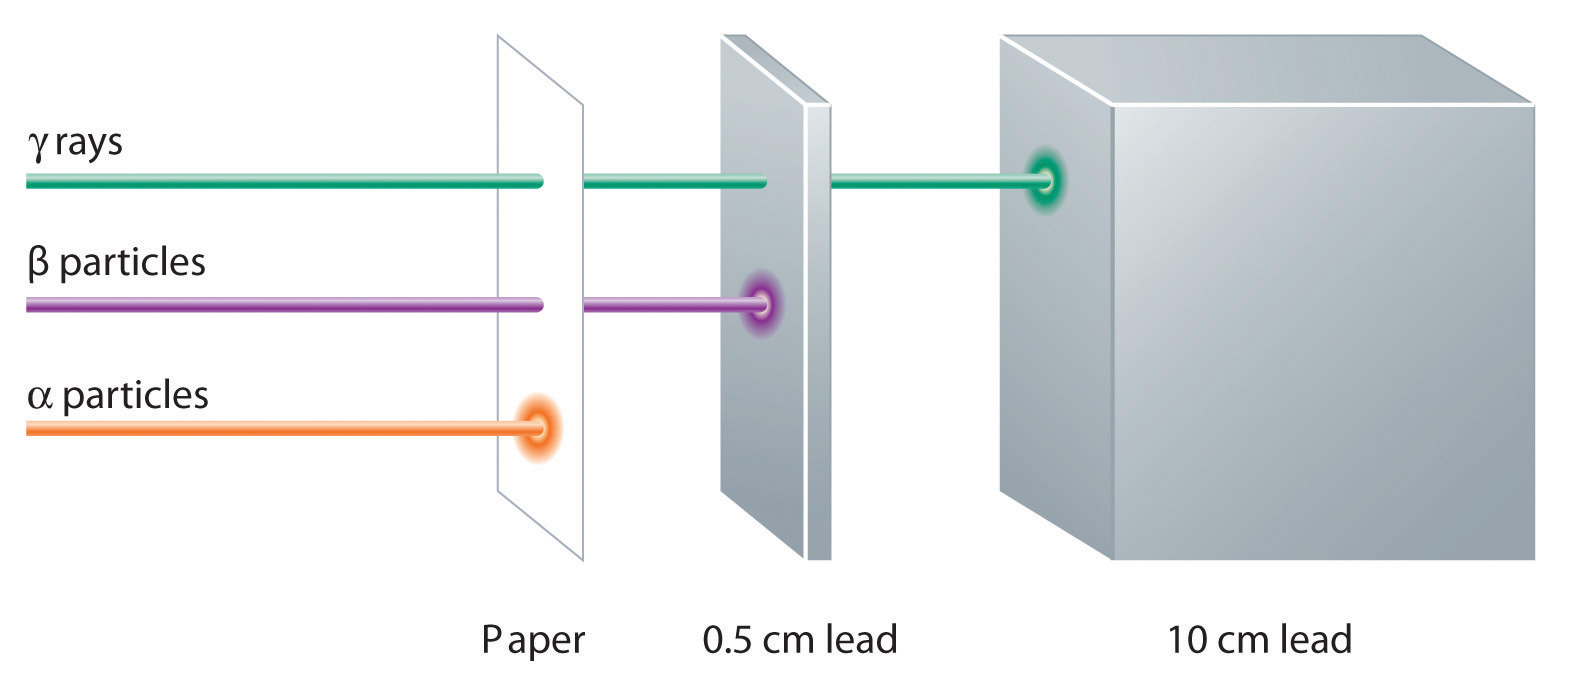 γ rays
β particles
α particles
Paper
0.5 cm lead
10 cm lead